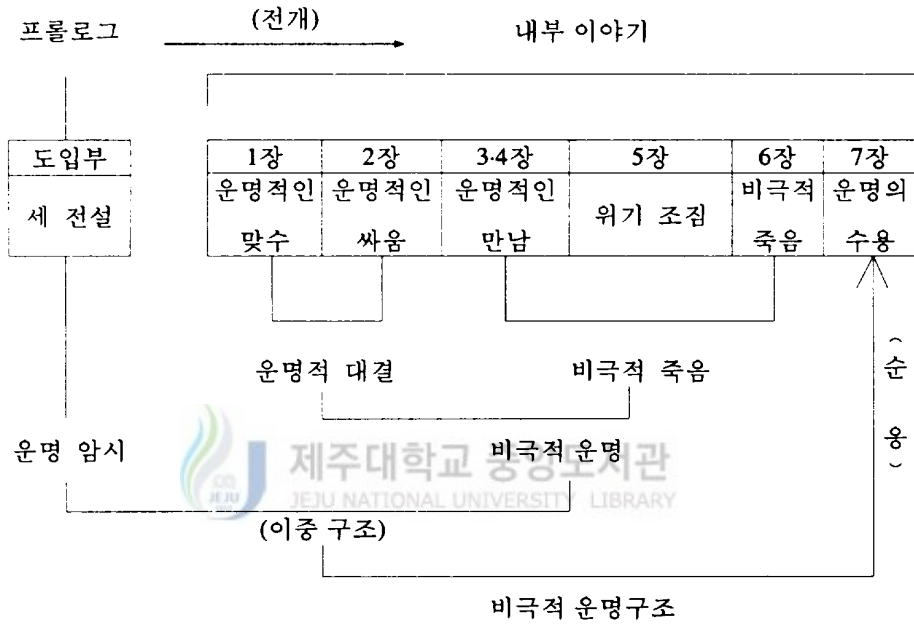 (전개)
프롤로그 내부 이야기
도입부 1장 2장 3·4장 5장 6장 7장
세 전설 운명적인 맞수 운명적인 싸움 운명적인 만남 위기 조짐 비극적 죽음 운명의 수용
운명적 대결 비극적 죽음
(순응)
운명 암시 비극적 운명
제주대학교 중앙도서관
JEJU NATIONAL UNIVERSITY LIBRARY
JEJU
(이중 구조)
비극적 운명구조